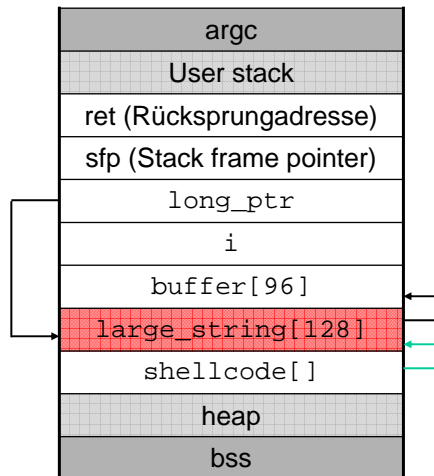 argc
User stack
ret (Rücksprungadresse)
sfp (Stack frame pointer)
long_ptr
i
buffer[96]
large_string[128]
shellcode[]
heap
bss